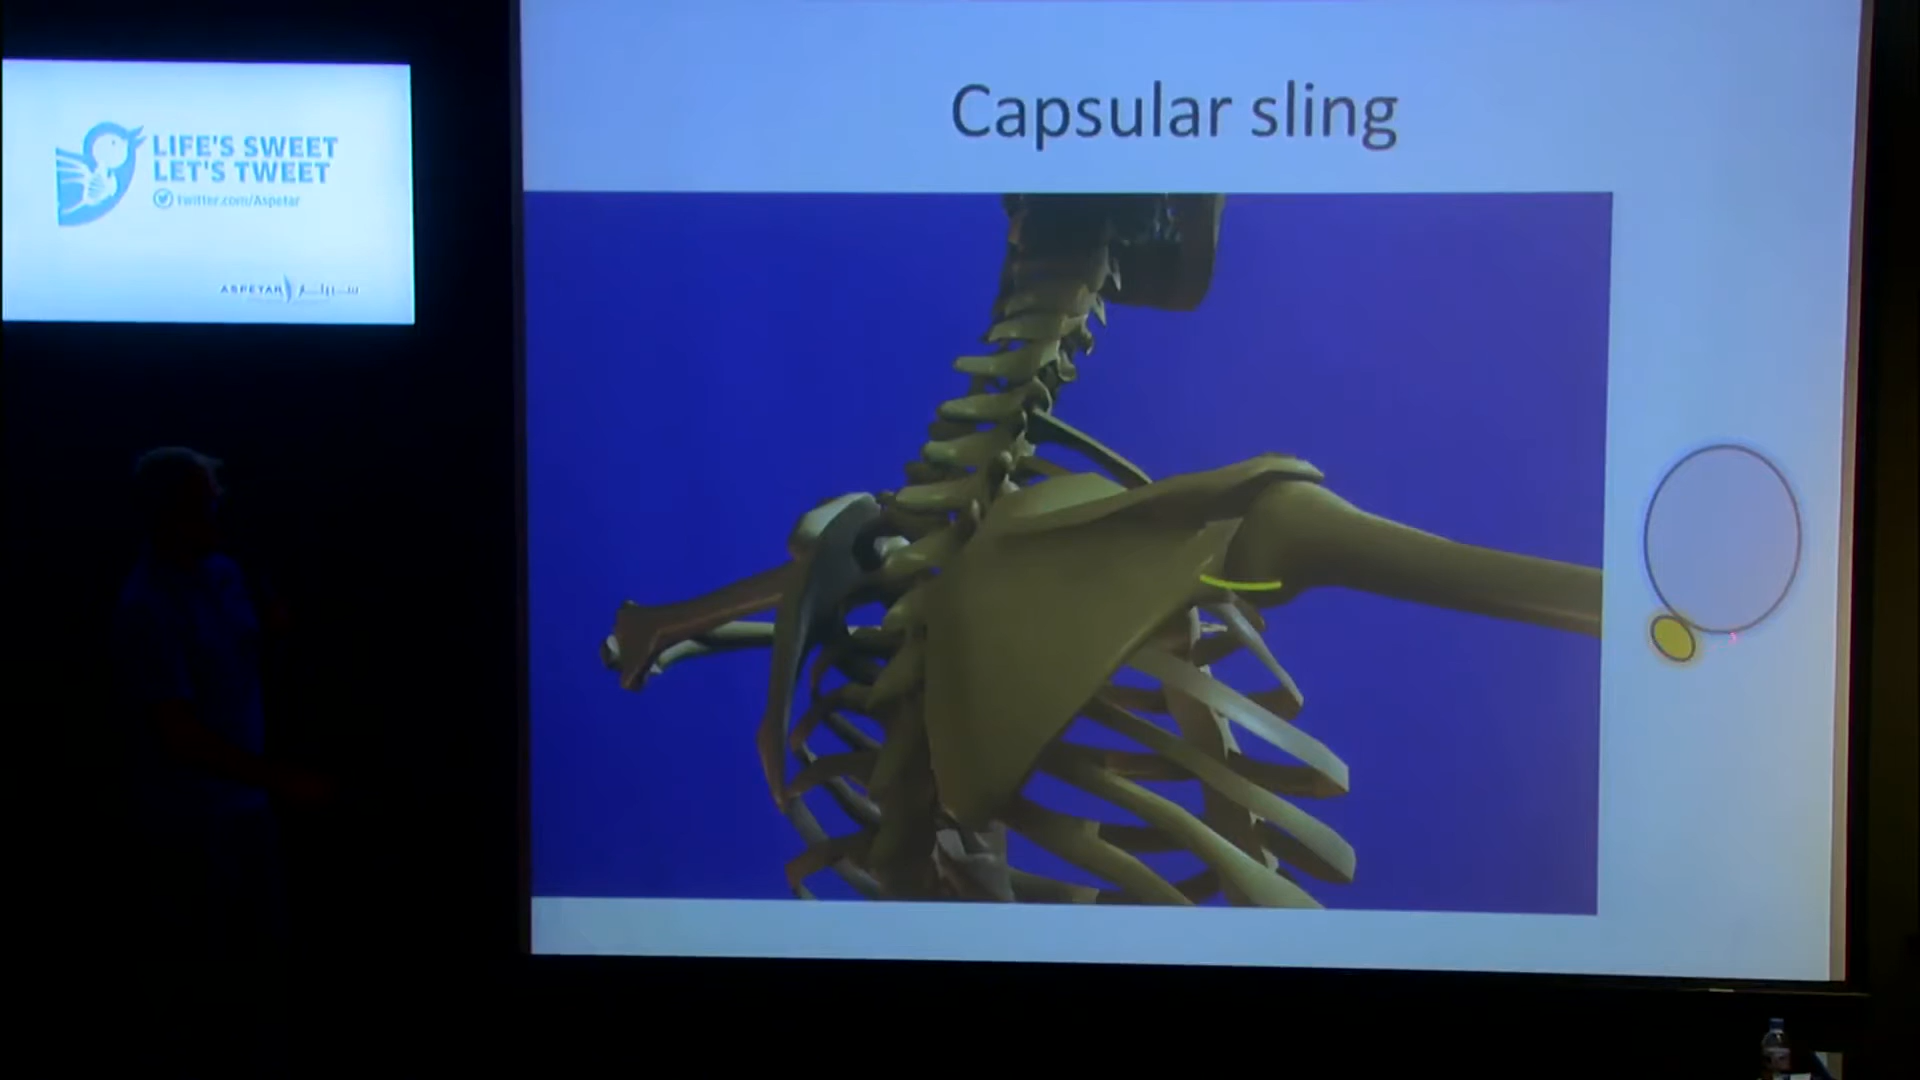 LIFE'S SWEET
LET'S TWEET
twitter.com/Aspetar
ASPETAR
Capsular sling